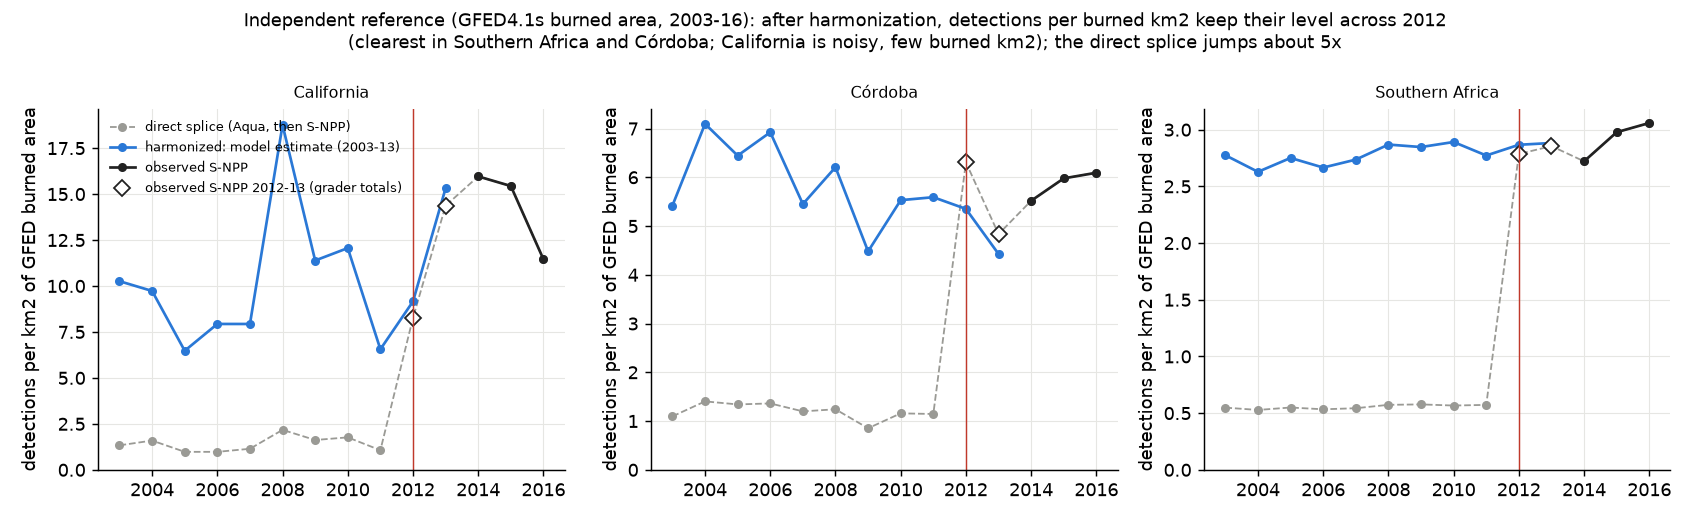 Independent reference (GFED4.1s burned area, 2003-16): after harmonization, detections per burned km2 keep their level across 2012
(clearest in Southern Africa and Córdoba; California is noisy, few burned km2); the direct splice jumps about 5x
California
detections per km2 of GFED burned area
direct splice (Aqua, then S-NPP)
harmonized: model estimate (2003-13)
observed S-NPP
observed S-NPP 2012-13 (grader totals)
17.5
15.0
12.5
10.0
7.5
5.0
2.5
0.0
2004 2006 2008 2010 2012 2014 2016
Córdoba
detections per km2 of GFED burned area
7
6
5
4
3
2
1
0
2004 2006 2008 2010 2012 2014 2016
Southern Africa
detections per km2 of GFED burned area
3.0
2.5
2.0
1.5
1.0
0.5
0.0
2004 2006 2008 2010 2012 2014 2016